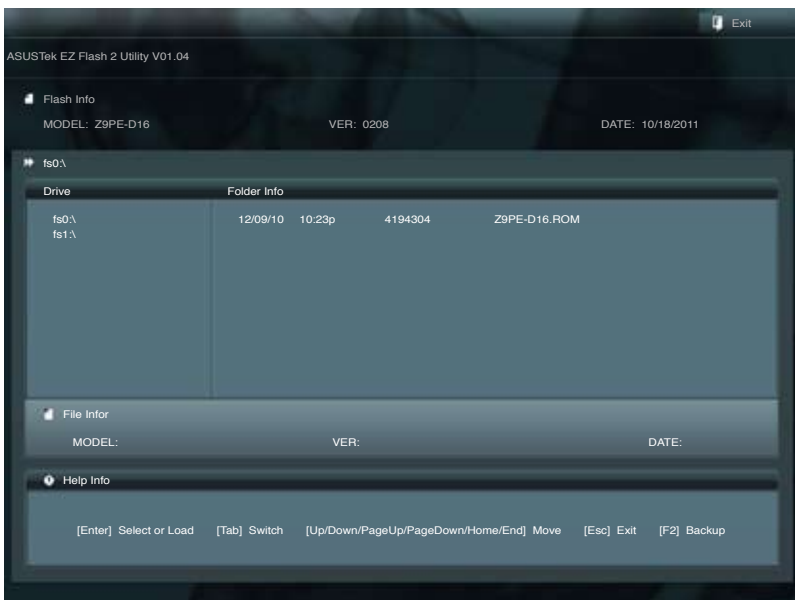 Exit
ASUSTek EZ Flash 2 Utility V01.04
Flash Info
MODEL: Z9PE-D16 VER: 0208 DATE: 10/18/2011
fs0:\
Drive Folder Info
fs0:\ 12/09/10 10:23p 4194304 Z9PE-D16.ROM
fs1:\
File Infor
MODEL: VER: DATE:
Help Info
[Enter] Select or Load [Tab] Switch [Up/Down/PageUp/PageDown/Home/End] Move [Esc] Exit [F2] Backup